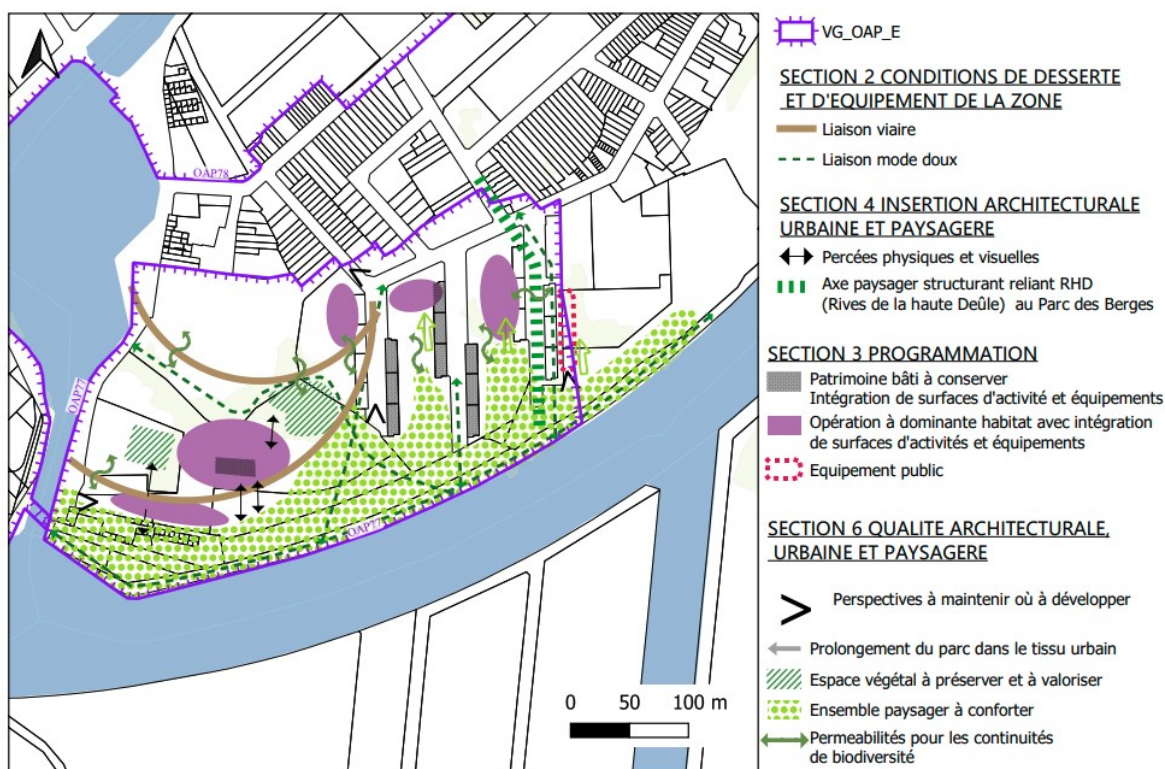 VG_OAP_E
SECTION 2 CONDITIONS DE DESSERTE
ET D'EQUIPEMENT DE LA ZONE
Liaison viaire
Liaison mode doux
SECTION 4 INSERTION ARCHITECTURALE
URBAINE ET PAYSAGERE
Percées physiques et visuelles
Axe paysager structurant reliant RHD
(Rives de la haute Deûle) au Parc des Berges
SECTION 3 PROGRAMMATION
Patrimoine bâti à conserver
Intégration de surfaces d'activité et équipements
Opération à dominante habitat avec intégration
de surfaces d'activités et équipements
Equipement public
SECTION 6 QUALITE ARCHITECTURALE,
URBAINE ET PAYSAGERE
Perspectives à maintenir où à développer
Prolongement du parc dans le tissu urbain
Espace végétal à préserver et à valoriser
Ensemble paysager à conforter
Permeabilités pour les continuités
de biodiversité
OAP78
OAP77
OAP77
0 50 100 m